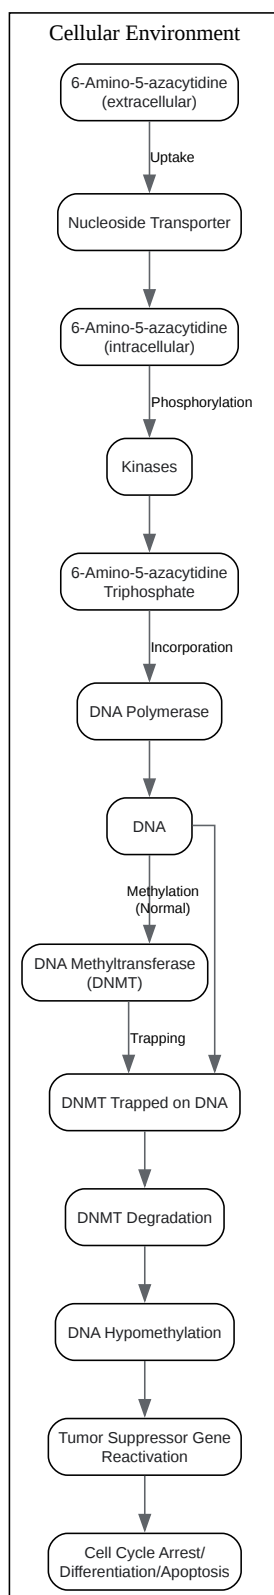 Cellular Environment
6-Amino-5-azacytidine
(extracellular)
Uptake
Nucleoside Transporter
6-Amino-5-azacytidine
(intracellular)
Phosphorylation
Kinases
6-Amino-5-azacytidine
Triphosphate
Incorporation
DNA Polymerase
DNA
Methylation
(Normal)
DNA Methyltransferase
(DNMT)
Trapping
DNMT Trapped on DNA
DNMT Degradation
DNA Hypomethylation
Tumor Suppressor Gene
Reactivation
Cell Cycle Arrest/
Differentiation/Apoptosis